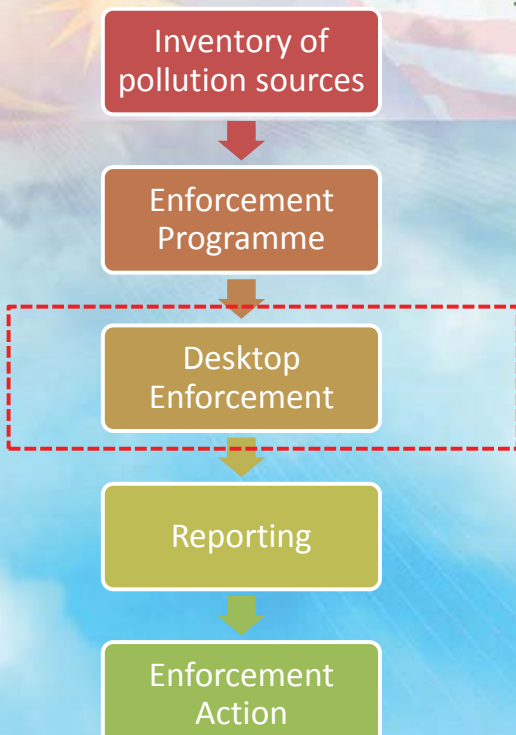 Inventory of
pollution sources
Enforcement
Programme
Desktop
Enforcement
Reporting
Enforcement
Action